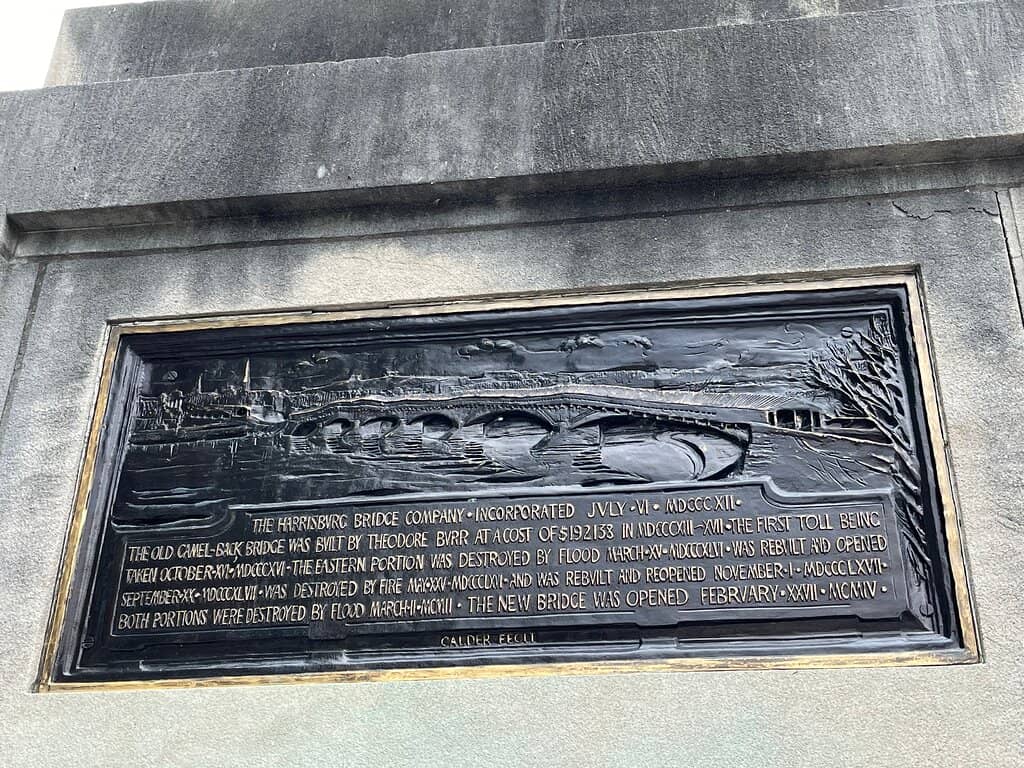 THE HARRISBVRG BRIDGE COMPANY • INCORPORATED JVLY • VI • MDCCCXII •
THE OLD CAMEL-BACK BRIDGE WAS BVILT BY THEODORE BVRR AT A COST OF $192138 IN MDCCCXIII-XVII • THE FIRST TOLL BEING
TAKEN OCTOBER • XVI • MDCCCXVI • THE EASTERN PORTION WAS DESTROYED BY FLOOD MARCH • XV • MDCCCXLVI • WAS REBVILT AND OPENED
SEPTEMBER • XX • MDCCCXLVII • WAS DESTROYED BY FIRE MAY • XXV • MDCCCLXVI • AND WAS REBVILT AND REOPENED NOVEMBER • I • MDCCCLXVII •
BOTH PORTIONS WERE DESTROYED BY FLOOD MARCH • II • MCMII • THE NEW BRIDGE WAS OPENED FEBRVARY • XXVII • MCMIV •
CALDER FECIT